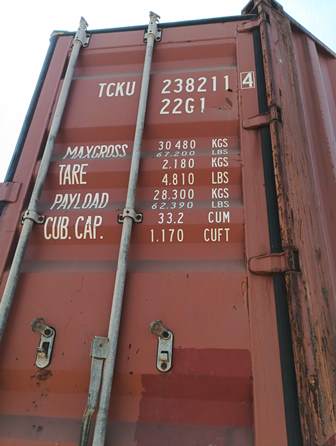 TCKU 238211 4
22G1
MAXGROSS 30 480 KGS
67.200 LBS
TARE 2.180 KGS
4.810 LBS
PAYLOAD 28,300 KGS
62.390 LBS
CUB. CAP. 33.2 CUM
1.170 CUFT